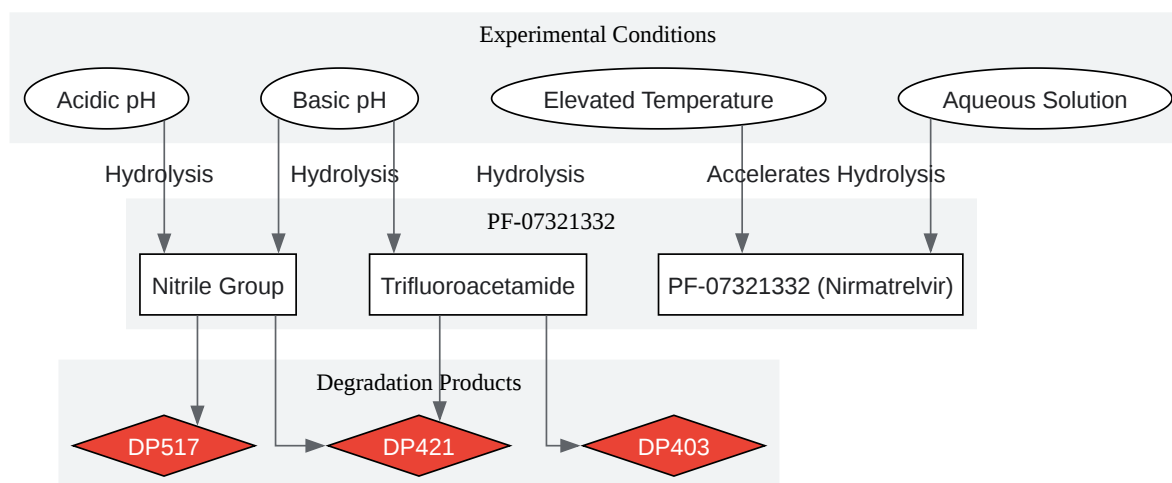 Experimental Conditions
Acidic pH
Basic pH
Elevated Temperature
Aqueous Solution
Hydrolysis
Hydrolysis
Hydrolysis
Accelerates Hydrolysis
PF-07321332
Nitrile Group
Trifluoroacetamide
PF-07321332 (Nirmatrelvir)
Degradation Products
DP517
DP421
DP403